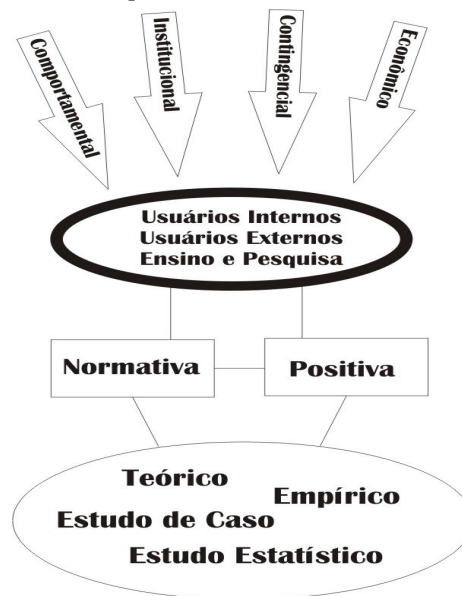 Comportamental
Institucional
Contingencial
Econômico
Usuários Internos
Usuários Externos
Ensino e Pesquisa
Normativa
Positiva
Teórico
Empírico
Estudo de Caso
Estudo Estatístico